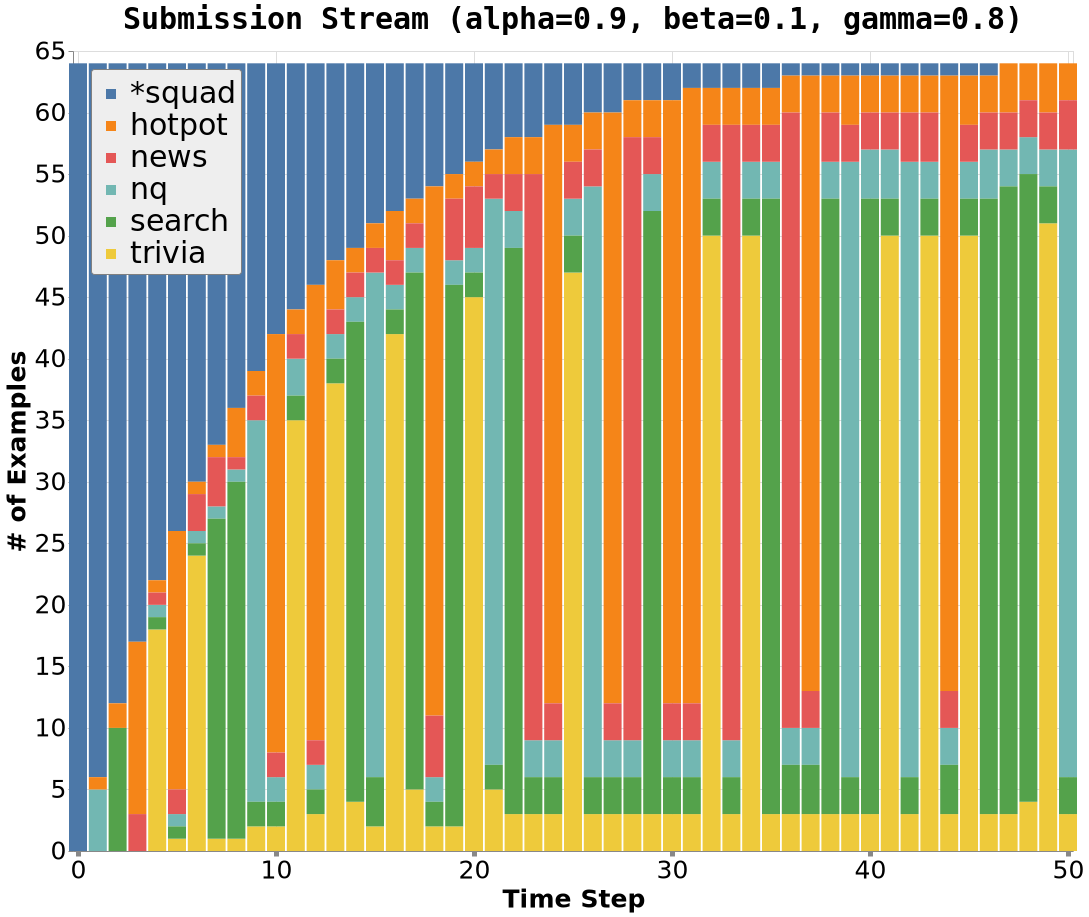 Submission Stream (alpha=0.9, beta=0.1, gamma=0.8)
65
60
55
50
45
40
35
30
25
20
15
10
5
0
# of Examples
*squad
hotpot
news
nq
search
trivia
0 10 20 30 40 50
Time Step